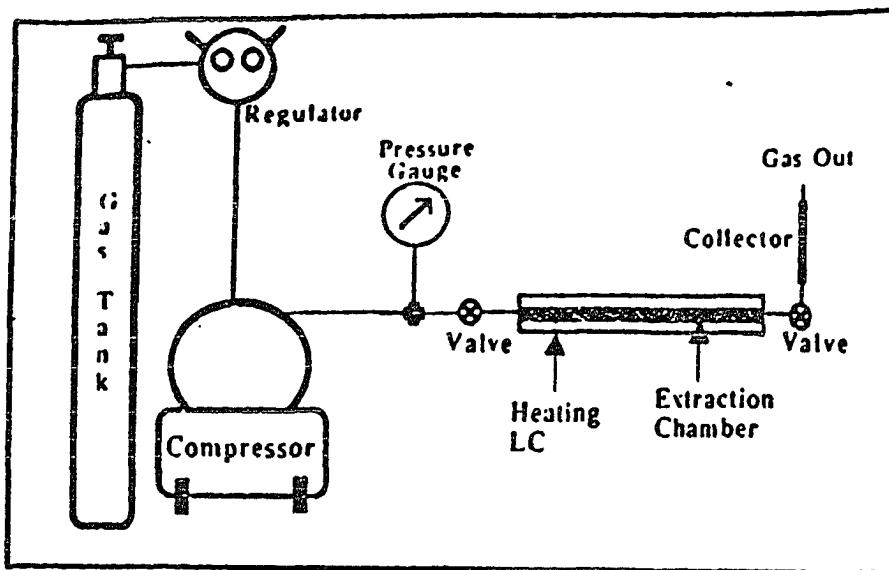 Regulator
Pressure
Gauge
Gas Out
Gas Tank
Collector
Valve
Valve
Heating
LC
Extraction
Chamber
Compressor